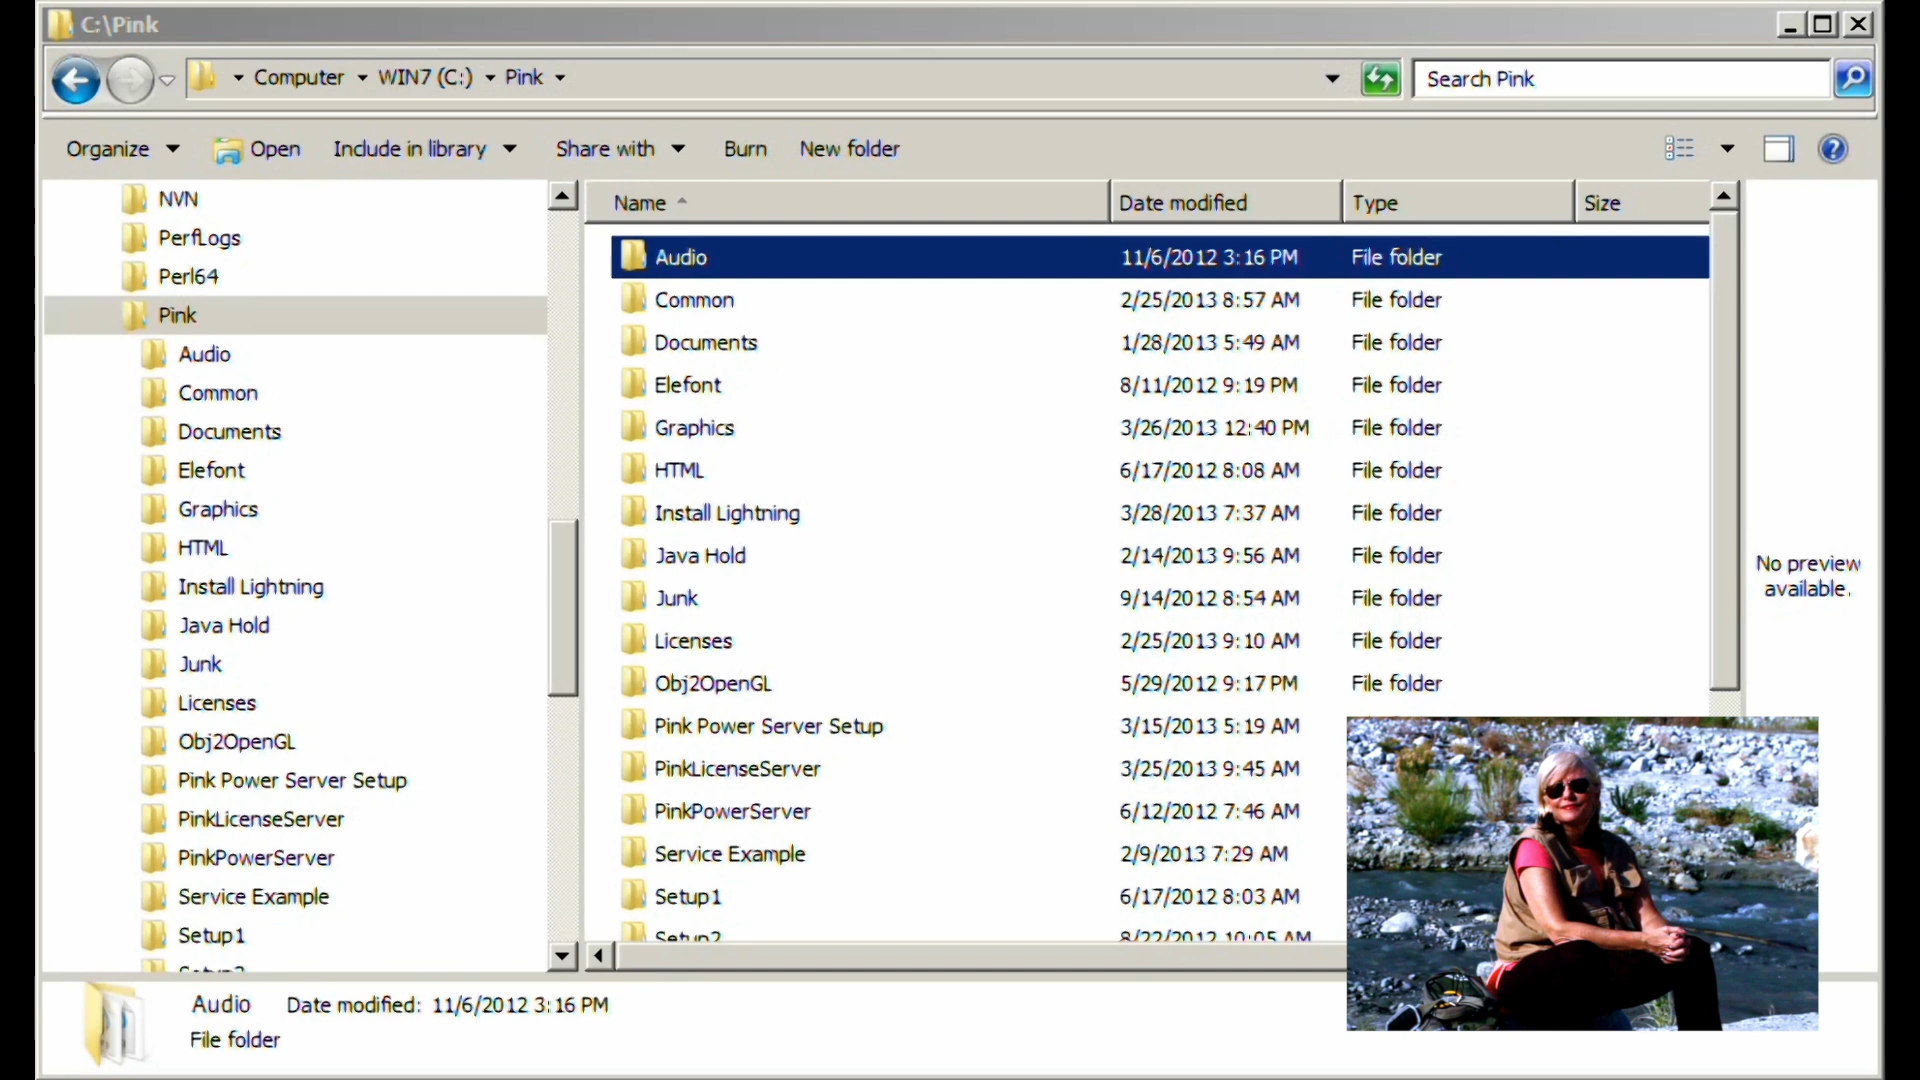 C:\Pink
Computer WIN7 (C:) Pink
Search Pink
Organize Open Include in library Share with Burn New folder
NVN
PerfLogs
Perl64
Pink
Audio
Common
Documents
Elefont
Graphics
HTML
Install Lightning
Java Hold
Junk
Licenses
Obj2OpenGL
Pink Power Server Setup
PinkLicenseServer
PinkPowerServer
Service Example
Setup1
Setup2
Name Date modified Type Size
Audio 11/6/2012 3:16 PM File folder
Common 2/25/2013 8:57 AM File folder
Documents 1/28/2013 5:49 AM File folder
Elefont 8/11/2012 9:19 PM File folder
Graphics 3/26/2013 12:40 PM File folder
HTML 6/17/2012 8:08 AM File folder
Install Lightning 3/28/2013 7:37 AM File folder
Java Hold 2/14/2013 9:56 AM File folder
Junk 9/14/2012 8:54 AM File folder
Licenses 2/25/2013 9:10 AM File folder
Obj2OpenGL 5/29/2012 9:17 PM File folder
Pink Power Server Setup 3/15/2013 5:19 AM
PinkLicenseServer 3/25/2013 9:45 AM
PinkPowerServer 6/12/2012 7:46 AM
Service Example 2/9/2013 7:29 AM
Setup1 6/17/2012 8:03 AM
Setup2 8/22/2012 10:05 AM
No preview
available.
Audio Date modified: 11/6/2012 3:16 PM
File folder